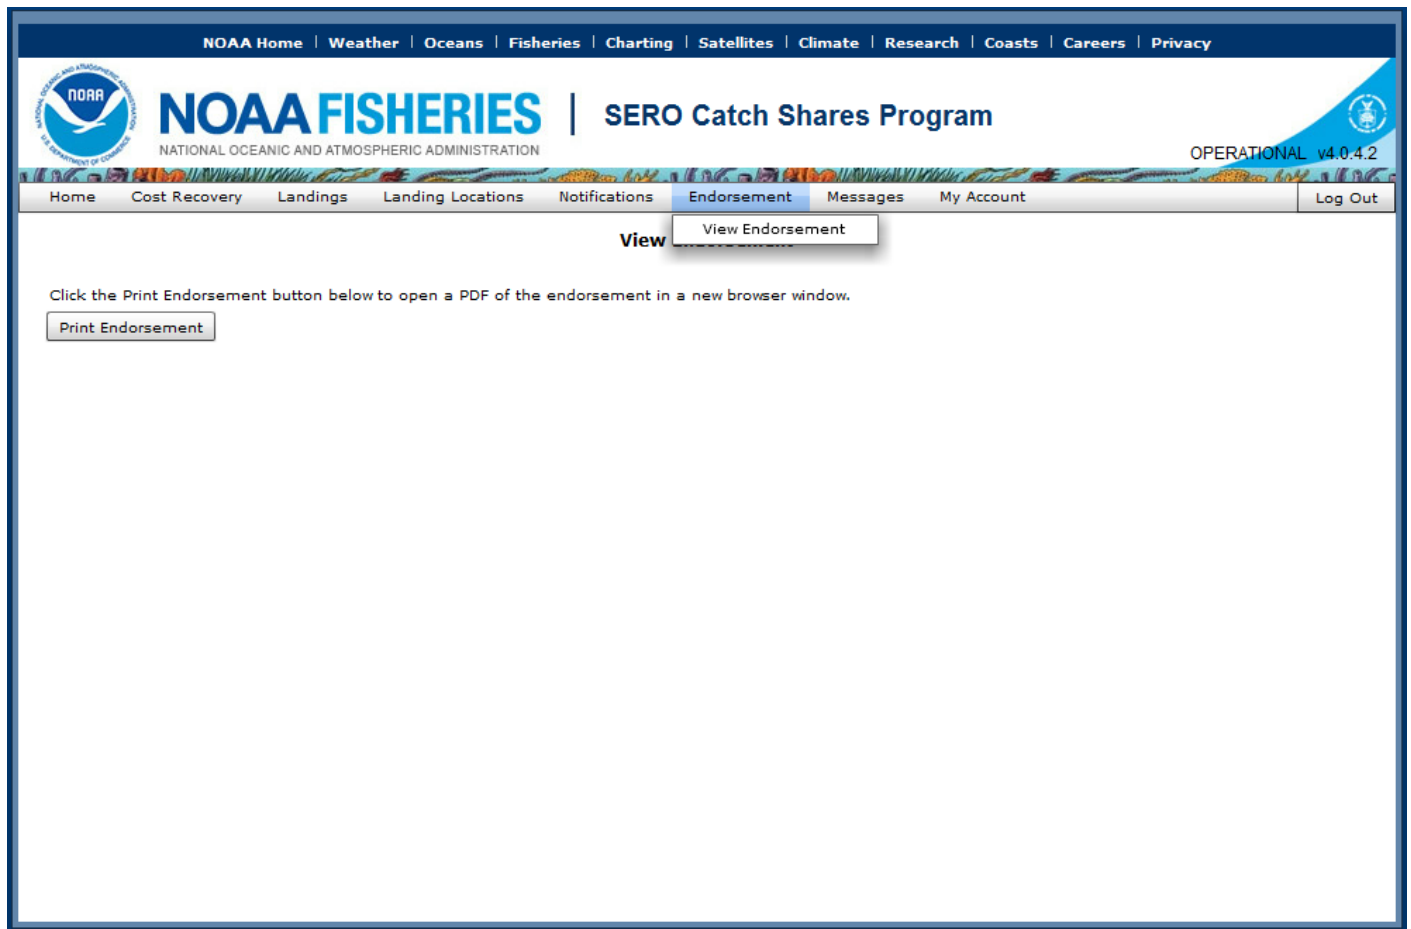 NOAA Home | Weather | Oceans | Fisheries | Charting | Satellites | Climate | Research | Coasts | Careers | Privacy
NOAA
NOAA FISHERIES | SERO Catch Shares Program
NATIONAL OCEANIC AND ATMOSPHERIC ADMINISTRATION
OPERATIONAL v4.0.4.2
Home Cost Recovery Landings Landing Locations Notifications Endorsement Messages My Account Log Out
View Endorsement
View
Click the Print Endorsement button below to open a PDF of the endorsement in a new browser window.
Print Endorsement